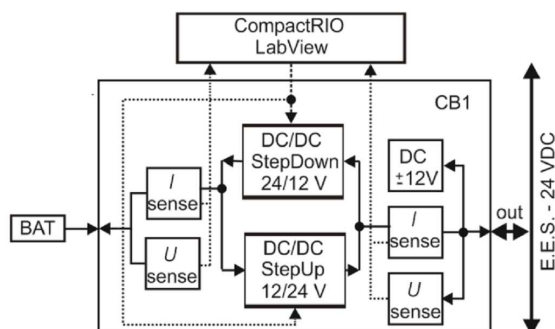 CompactRIO
LabView
CB1
DC/DC
StepDown
24/12 V
DC
±12V
I
sense
I
sense
out
BAT
U
sense
DC/DC
StepUp
12/24 V
U
sense
E.E.S. - 24 VDC